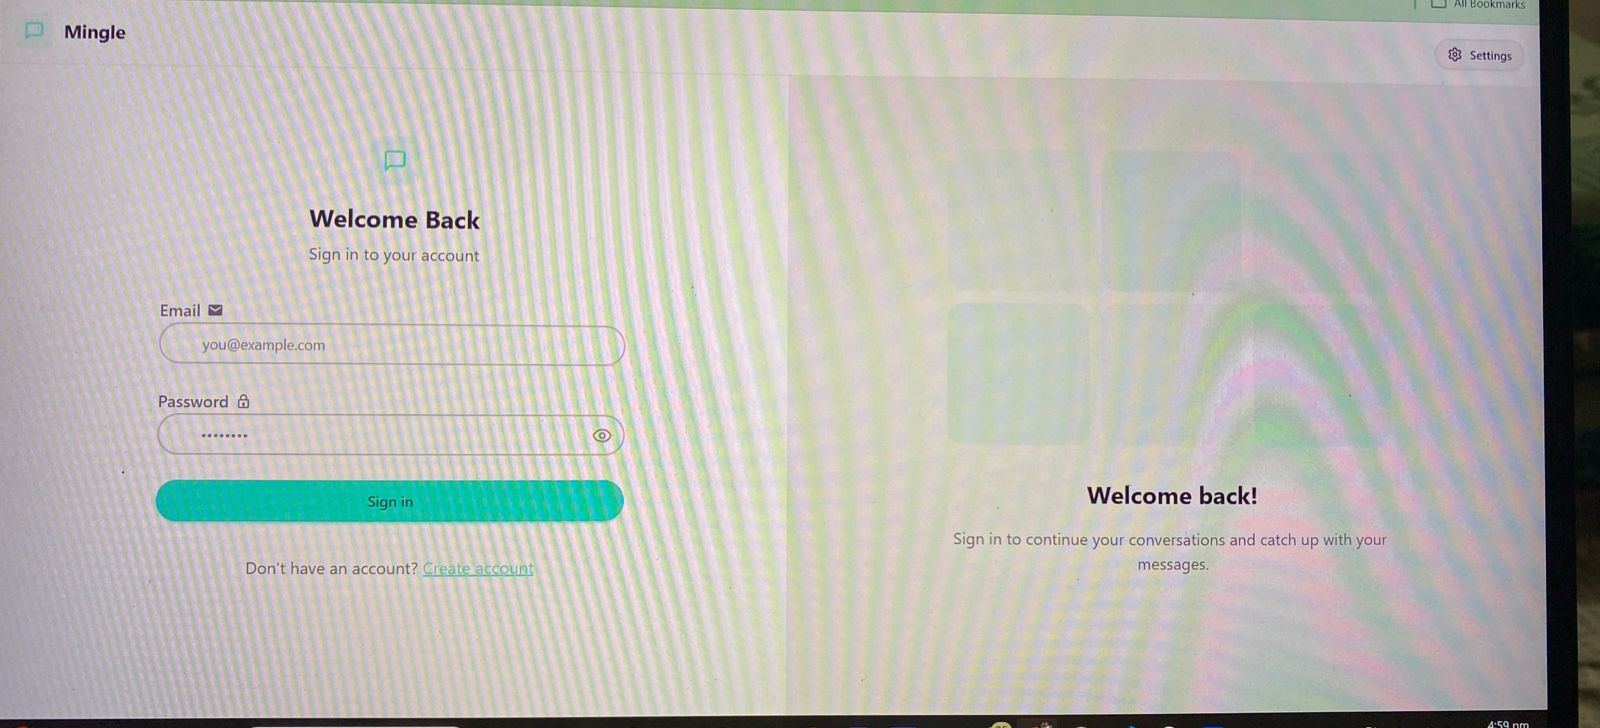 All Bookmarks
Mingle
Settings
Welcome Back
Sign in to your account
Email
you@example.com
Password
••••••••
Sign in
Don't have an account? Create account
Welcome back!
Sign in to continue your conversations and catch up with your
messages.
4:59 pm